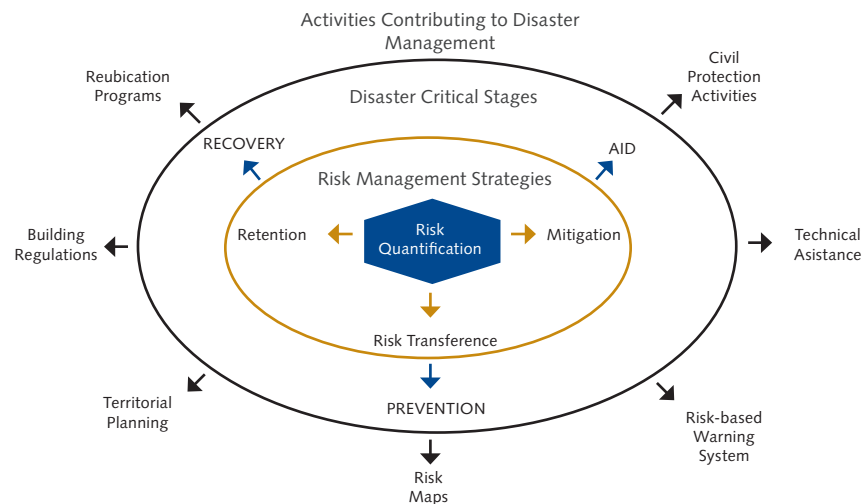 Activities Contributing to Disaster
Management
Reubication
Programs
Civil
Protection
Activities
Disaster Critical Stages
RECOVERY
AID
Risk Management Strategies
Building
Regulations
Retention
Risk
Quantification
Mitigation
Technical
Asistance
Risk Transference
Territorial
Planning
PREVENTION
Risk-based
Warning
System
Risk
Maps